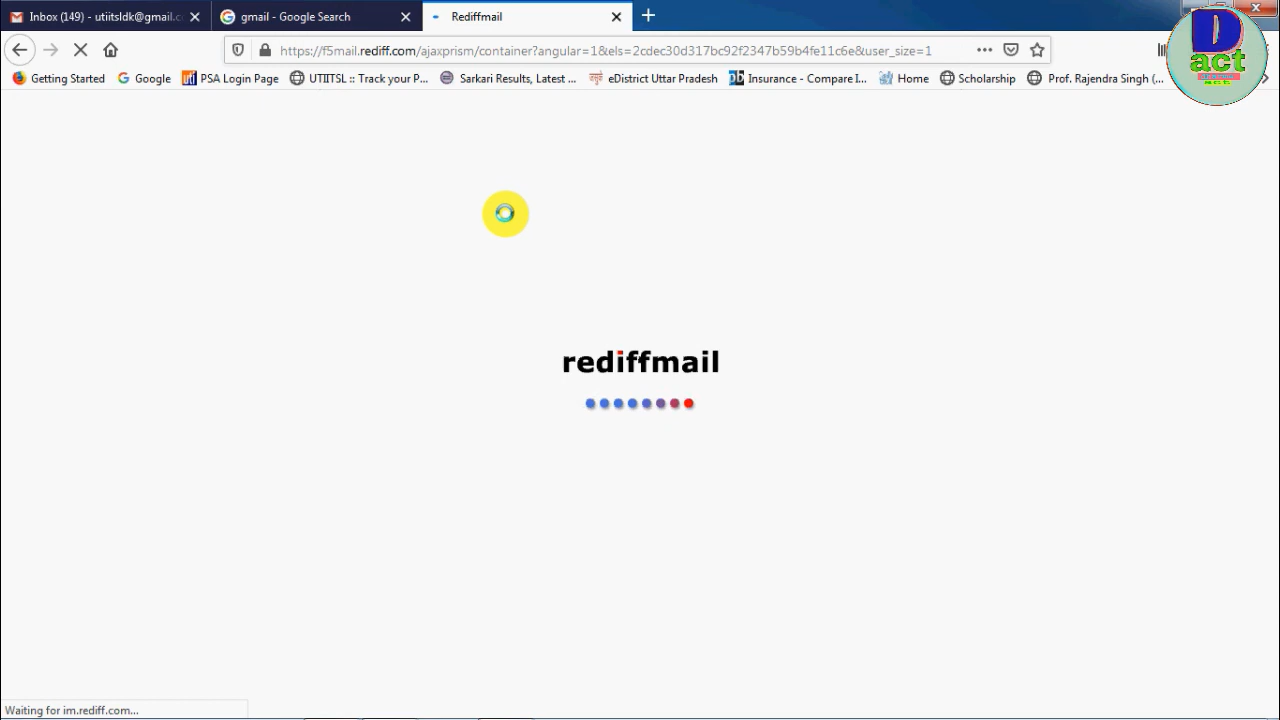 Inbox (149) - utiitsldk@gmail.c
gmail - Google Search
Rediffmail
https://f5mail.rediff.com/ajaxprism/container?angular=1&els=2cdec30d317bc92f2347b59b4fe11c6e&user_size=1
Getting Started
Google
PSA Login Page
UTIITSL :: Track your P...
Sarkari Results, Latest ...
eDistrict Uttar Pradesh
Insurance - Compare I...
Home
Scholarship
Prof. Rajendra Singh (...
D
act
rediffmail
Waiting for im.rediff.com...